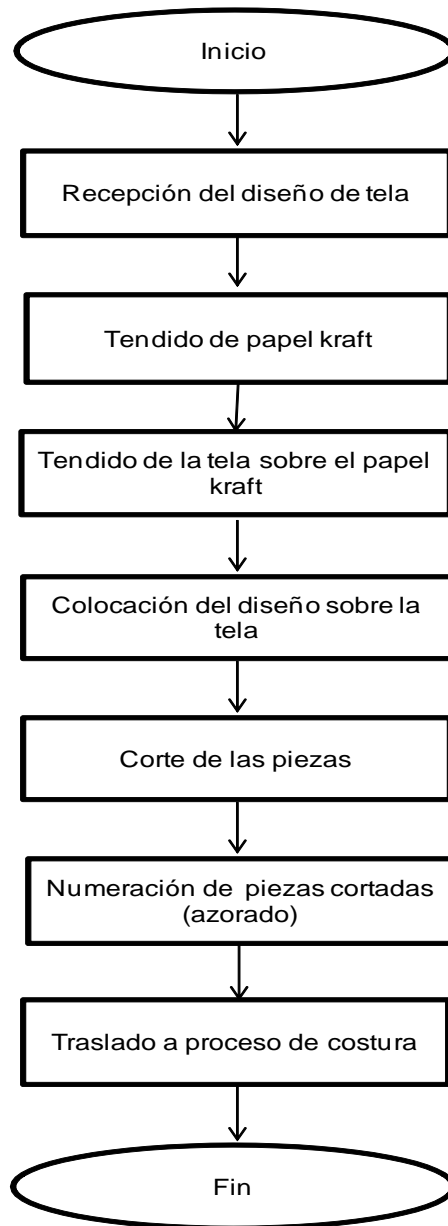 Inicio
Recepción del diseño de tela
Tendido de papel kraft
Tendido de la tela sobre el papel
kraft
Colocación del diseño sobre la
tela
Corte de las piezas
Numeración de piezas cortadas
(azorado)
Traslado a proceso de costura
Fin